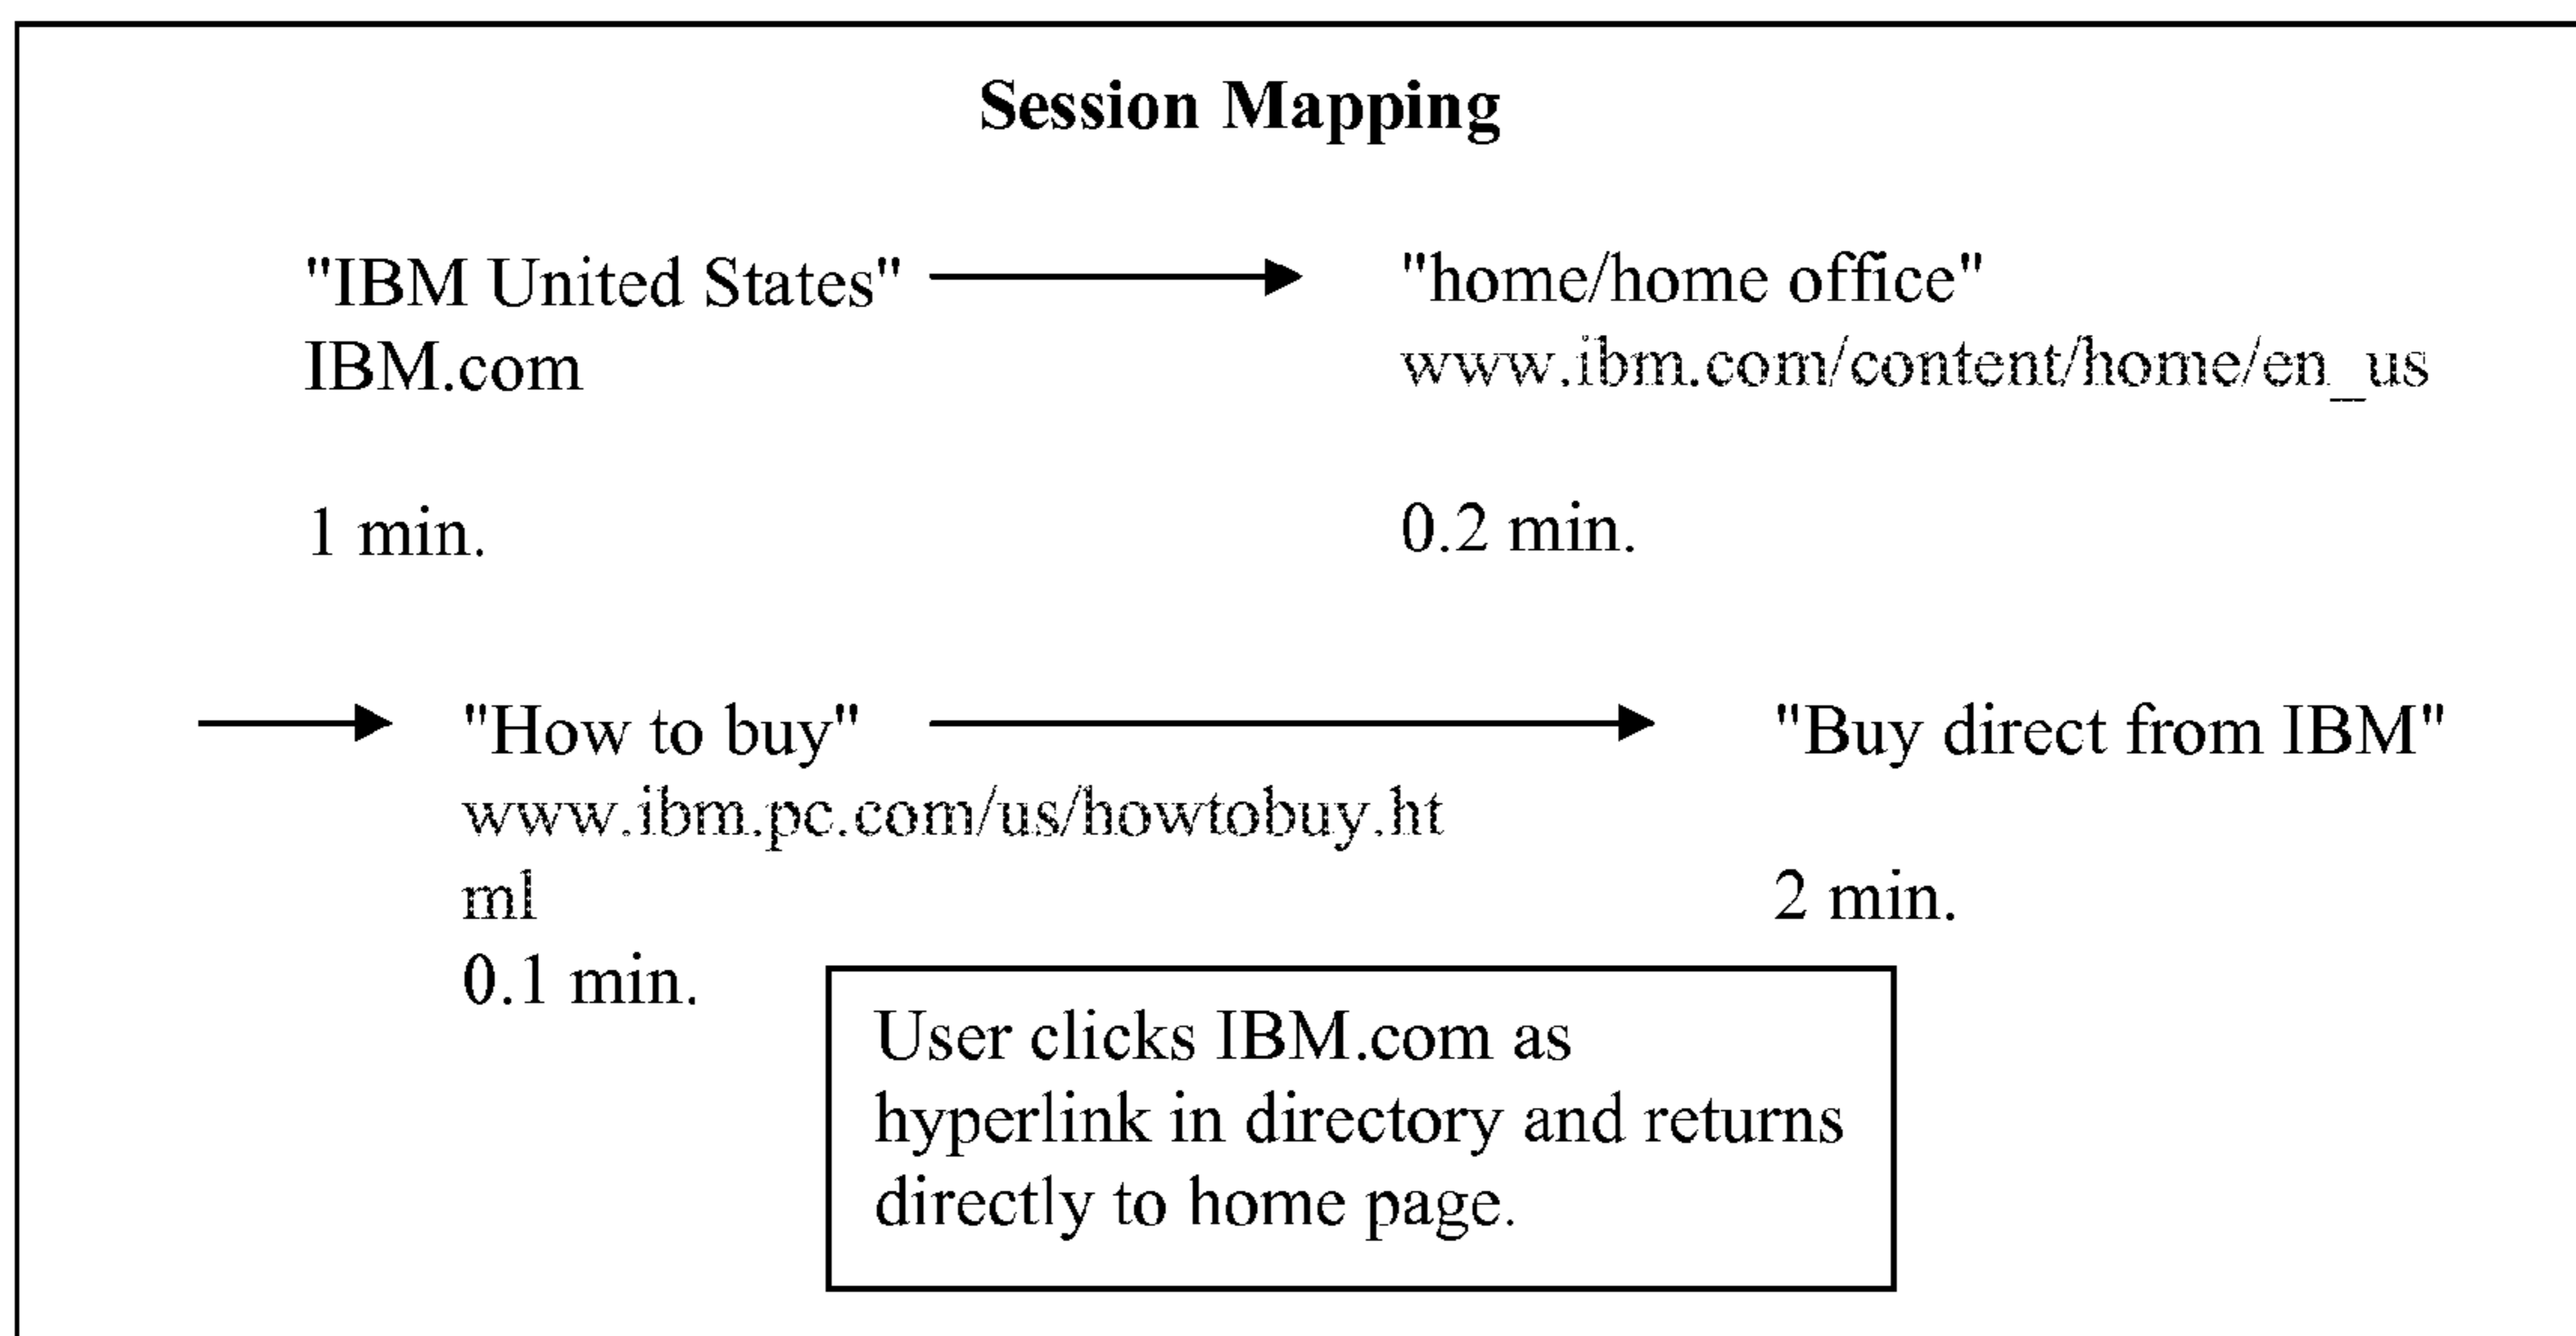 Session Mapping
"IBM United States"
IBM.com
1 min.
"home/home office"
www.ibm.com/content/home/en_us
0.2 min.
"How to buy"
www.ibm.pc.com/us/howtobuy.ht
ml
0.1 min.
"Buy direct from IBM"
2 min.
User clicks IBM.com as
hyperlink in directory and returns
directly to home page.